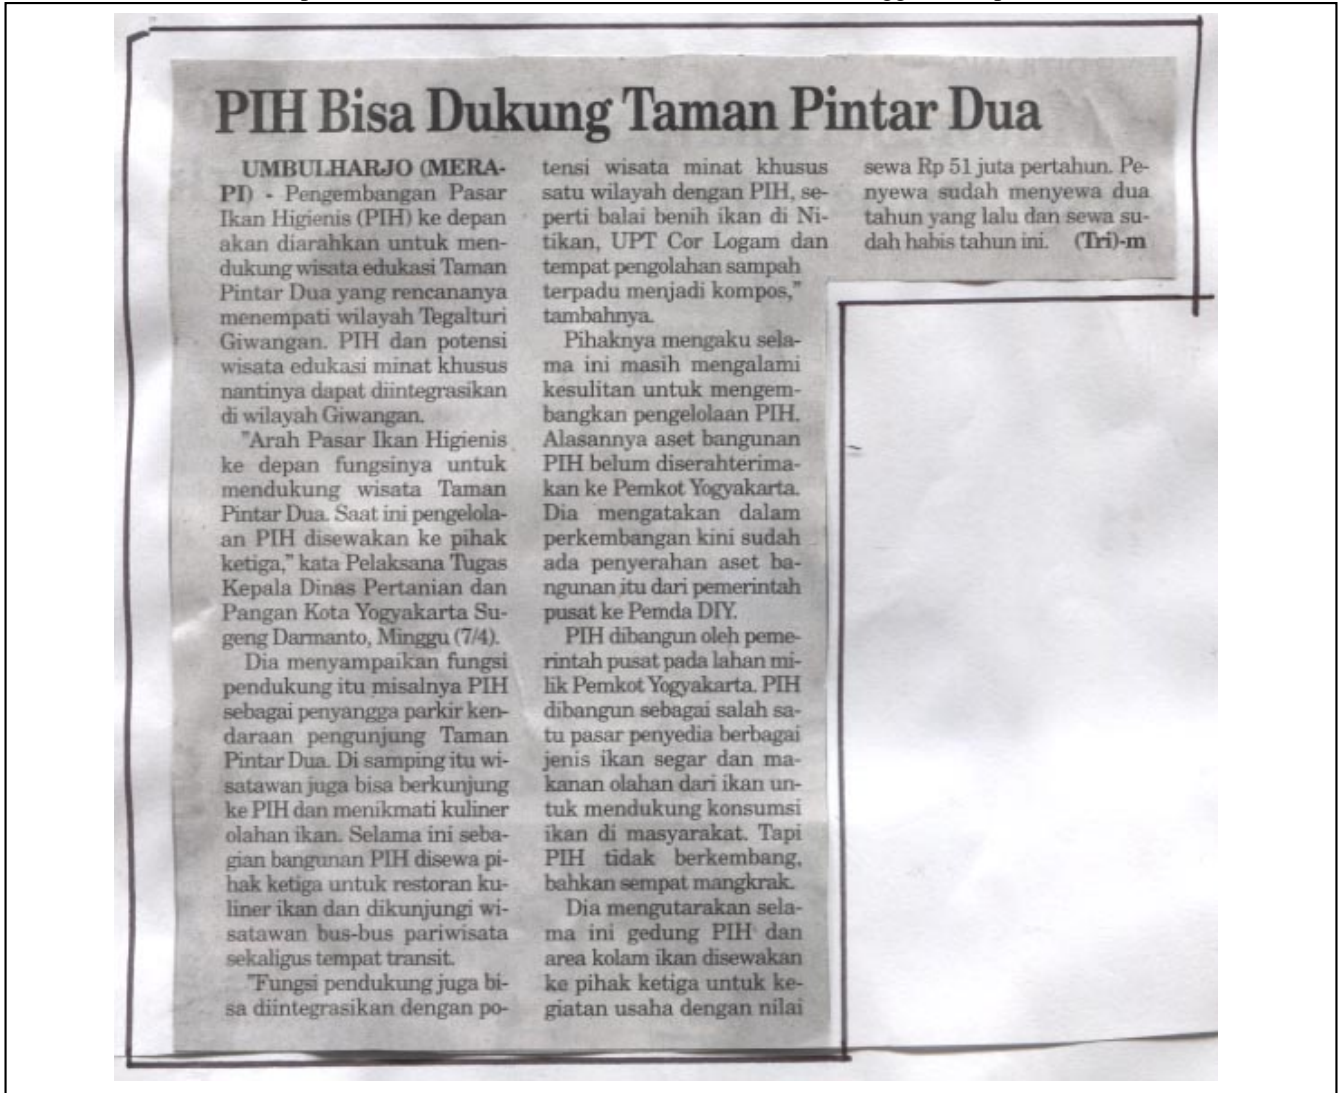 PIH Bisa Dukung Taman Pintar Dua
UMBULHARJO (MERA-
PI) - Pengembangan Pasar
Ikan Higienis (PIH) ke depan
akan diarahkan untuk men-
dukung wisata edukasi Taman
Pintar Dua yang rencananya
menempati wilayah Tegalturi
Giwangan. PIH dan potensi
wisata edukasi minat khusus
nantinya dapat diintegrasikan
di wilayah Giwangan.
"Arah Pasar Ikan Higienis
ke depan fungsinya untuk
mendukung wisata Taman
Pintar Dua. Saat ini pengelola-
an PIH disewakan ke pihak
ketiga," kata Pelaksana Tugas
Kepala Dinas Pertanian dan
Pangan Kota Yogyakarta Su-
geng Darmanto, Minggu (7/4).
Dia menyampaikan fungsi
pendukung itu misalnya PIH
sebagai penyangga parkir ken-
daraan pengunjung Taman
Pintar Dua. Di samping itu wi-
satawan juga bisa berkunjung
ke PIH dan menikmati kuliner
olahan ikan. Selama ini seba-
gian bangunan PIH disewa pi-
hak ketiga untuk restoran ku-
liner ikan dan dikunjungi wi-
satawan bus-bus pariwisata
sekaligus tempat transit.
"Fungsi pendukung juga bi-
sa diintegrasikan dengan po-
tensi wisata minat khusus
satu wilayah dengan PIH, se-
perti balai benih ikan di Ni-
tikan, UPT Cor Logam dan
tempat pengolahan sampah
terpadu menjadi kompos,"
tambahnya.
Pihaknya mengaku sela-
ma ini masih mengalami
kesulitan untuk mengem-
bangkan pengelolaan PIH.
Alasannya aset bangunan
PIH belum diserahterima-
kan ke Pemkot Yogyakarta.
Dia mengatakan dalam
perkembangan kini sudah
ada penyerahan aset ba-
ngunan itu dari pemerintah
pusat ke Pemda DIY.
PIH dibangun oleh peme-
rintah pusat pada lahan mi-
lik Pemkot Yogyakarta. PIH
dibangun sebagai salah sa-
tu pasar penyedia berbagai
jenis ikan segar dan ma-
kanan olahan dari ikan un-
tuk mendukung konsumsi
ikan di masyarakat. Tapi
PIH tidak berkembang,
bahkan sempat mangkrak.
Dia mengutarakan sela-
ma ini gedung PIH dan
area kolam ikan disewakan
ke pihak ketiga untuk ke-
giatan usaha dengan nilai
sewa Rp 51 juta pertahun. Pe-
nyewa sudah menyewa dua
tahun yang lalu dan sewa su-
dah habis tahun ini. (Tri)-m